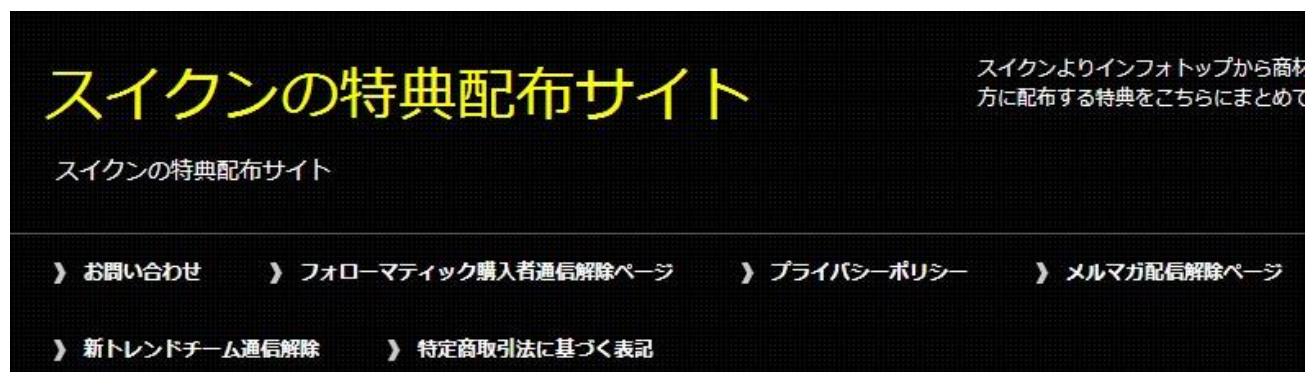 スイクンの特典配布サイト
スイクンよりインフォトップから商材
方に配布する特典をこちらにまとめて
スイクンの特典配布サイト
》 お問い合わせ 》 フォローマティック購入者通信解除ページ 》 プライバシーポリシー 》 メルマガ配信解除ページ
》 新トレンドチーム通信解除 》 特定商取引法に基づく表記